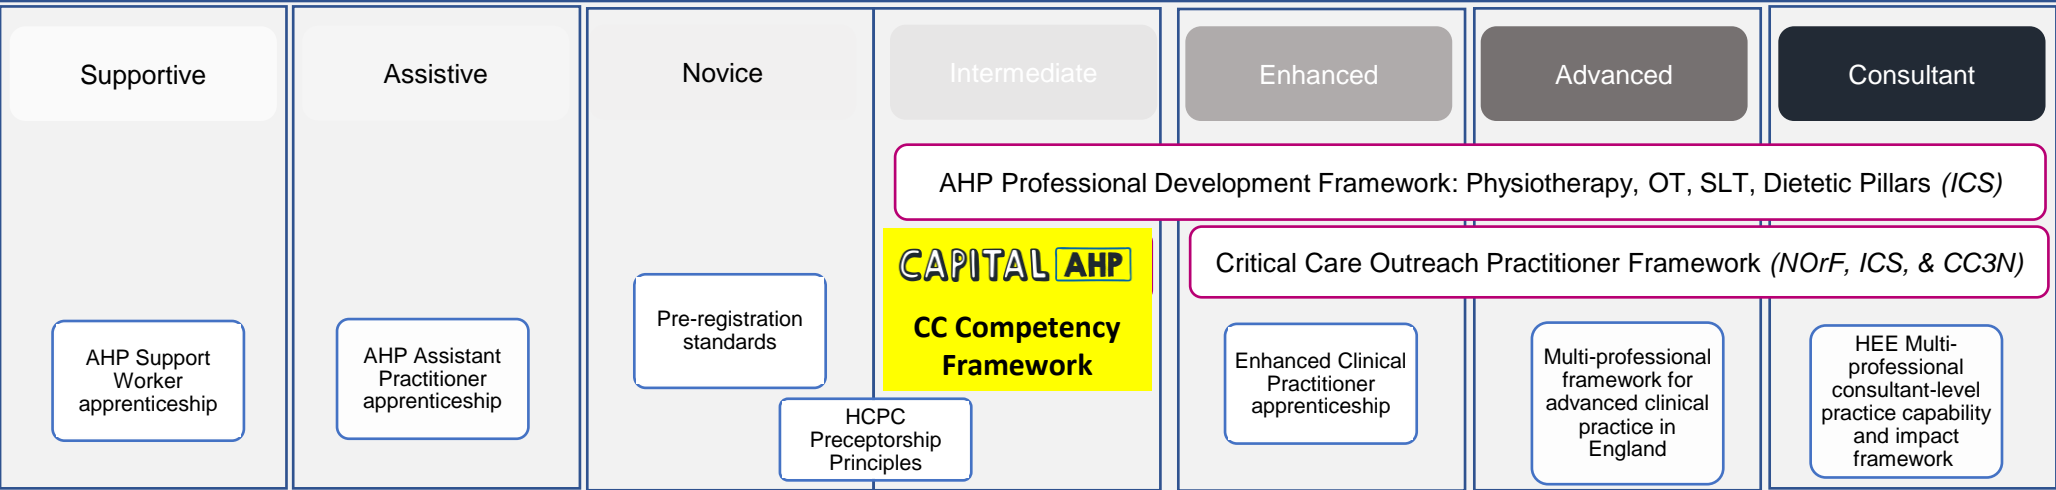 Supportive
Assistive
Novice
Intermediate
Enhanced
Advanced
Consultant
AHP Professional Development Framework: Physiotherapy, OT, SLT, Dietetic Pillars (ICS)
CAPITAL AHP
CC Competency
Framework
Critical Care Outreach Practitioner Framework (NOrF, ICS, & CC3N)
AHP Support
Worker
apprenticeship
AHP Assistant
Practitioner
apprenticeship
Pre-registration
standards
HCPC
Preceptorship
Principles
Enhanced Clinical
Practitioner
apprenticeship
Multi-professional
framework for
advanced clinical
practice in
England
HEE Multi-
professional
consultant-level
practice capability
and impact
framework